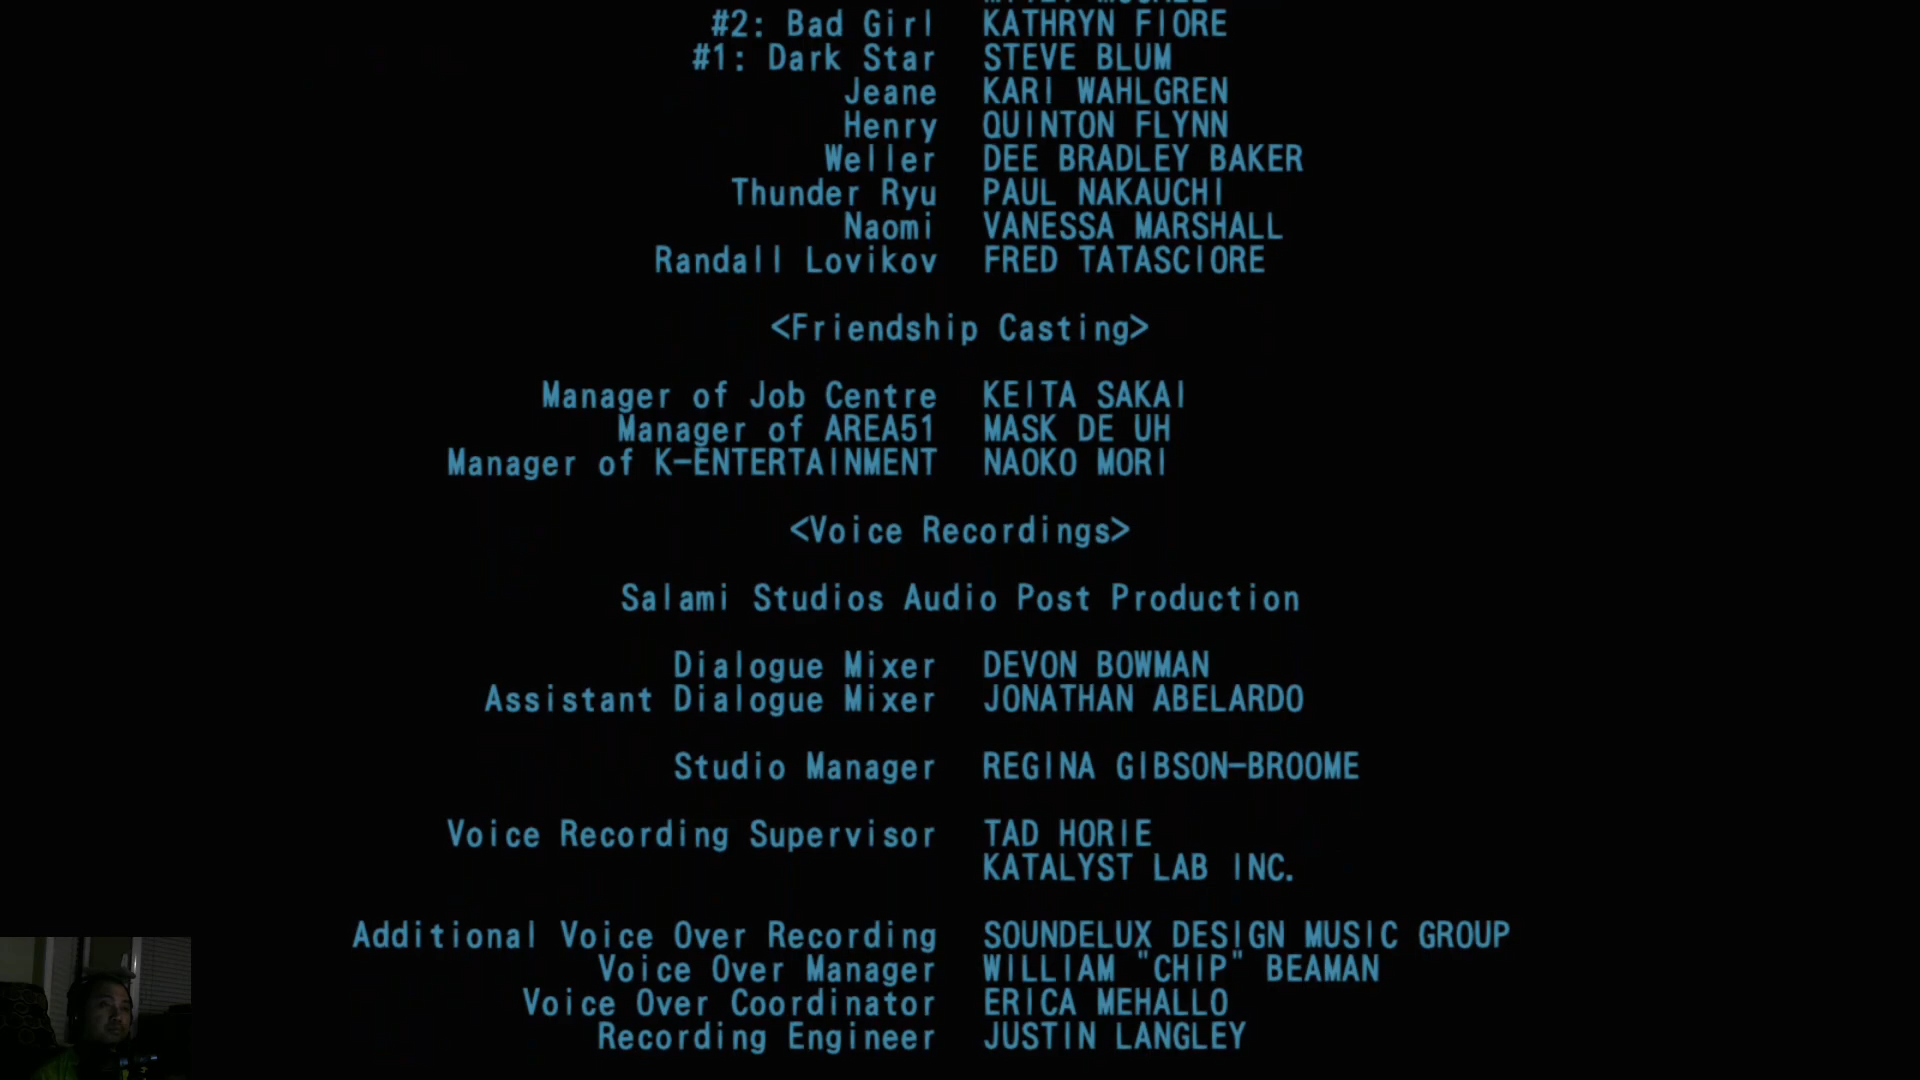 #2: Bad Girl KATHRYN FIORE
#1: Dark Star STEVE BLUM
Jeane KARI WAHLGREN
Henry QUINTON FLYNN
Weller DEE BRADLEY BAKER
Thunder Ryu PAUL NAKAUCHI
Naomi VANESSA MARSHALL
Randall Lovikov FRED TATASCIORE
<Friendship Casting>
Manager of Job Centre KEITA SAKAI
Manager of AREA51 MASK DE UH
Manager of K-ENTERTAINMENT NAOKO MORI
<Voice Recordings>
Salami Studios Audio Post Production
Dialogue Mixer DEVON BOWMAN
Assistant Dialogue Mixer JONATHAN ABELARDO
Studio Manager REGINA GIBSON-BROOME
Voice Recording Supervisor TAD HORIE
KATALYST LAB INC.
Additional Voice Over Recording SOUNDELUX DESIGN MUSIC GROUP
Voice Over Manager WILLIAM "CHIP" BEAMAN
Voice Over Coordinator ERICA MEHALLO
Recording Engineer JUSTIN LANGLEY